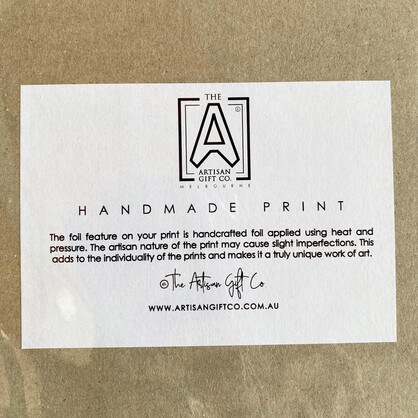 THE
A
©
ARTISAN
GIFT CO.
MELBOURNE
HANDMADE PRINT
The foil feature on your print is handcrafted foil applied using heat and
pressure. The artisan nature of the print may cause slight imperfections. This
adds to the individuality of the prints and makes it a truly unique work of art.
©The Artisan Gift Co
WWW.ARTISANGIFTCO.COM.AU